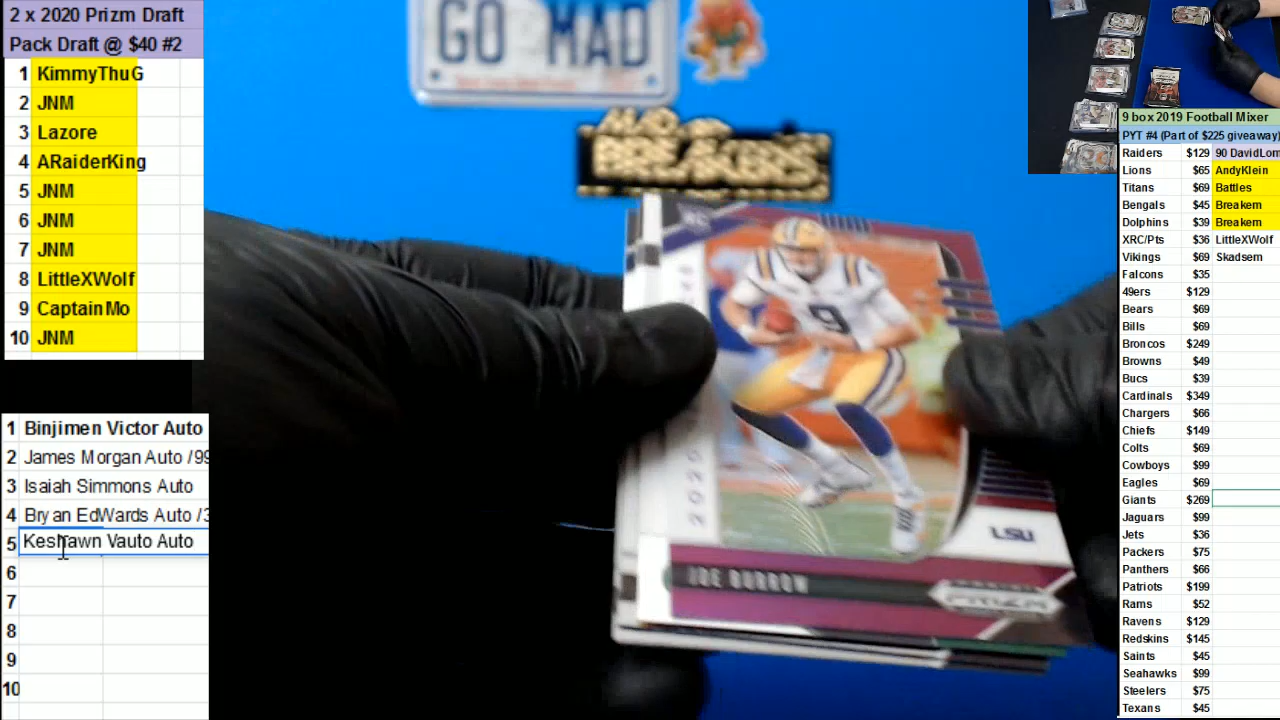 2 x 2020 Prizm Draft
Pack Draft @ $40 #2
1 KimmyThuG
2 JNM
3 Lazore
4 ARaiderKing
5 JNM
6 JNM
7 JNM
8 LittleXWolf
9 CaptainMo
10 JNM
1 Binjimen Victor Auto
2 James Morgan Auto /99
3 Isaiah Simmons Auto
4 Bryan EdWards Auto /3
5 Keshawn Vauto Auto
6
7
8
9
10
GO MAD
BREAKERS
9
2020
LSU
JOE BURROW
PRIZM
9 box 2019 Football Mixer
PYT #4 (Part of $225 giveaway)
Raiders $129 90 DavidLom
Lions $65 AndyKlein
Titans $69 Battles
Bengals $45 Breakem
Dolphins $39 Breakem
XRC/Pts $36 LittleXWolf
Vikings $69 Skadsem
Falcons $35
49ers $129
Bears $69
Bills $69
Broncos $249
Browns $49
Bucs $39
Cardinals $349
Chargers $66
Chiefs $149
Colts $69
Cowboys $99
Eagles $69
Giants $269
Jaguars $99
Jets $36
Packers $75
Panthers $66
Patriots $199
Rams $52
Ravens $129
Redskins $145
Saints $45
Seahawks $99
Steelers $75
Texans $45